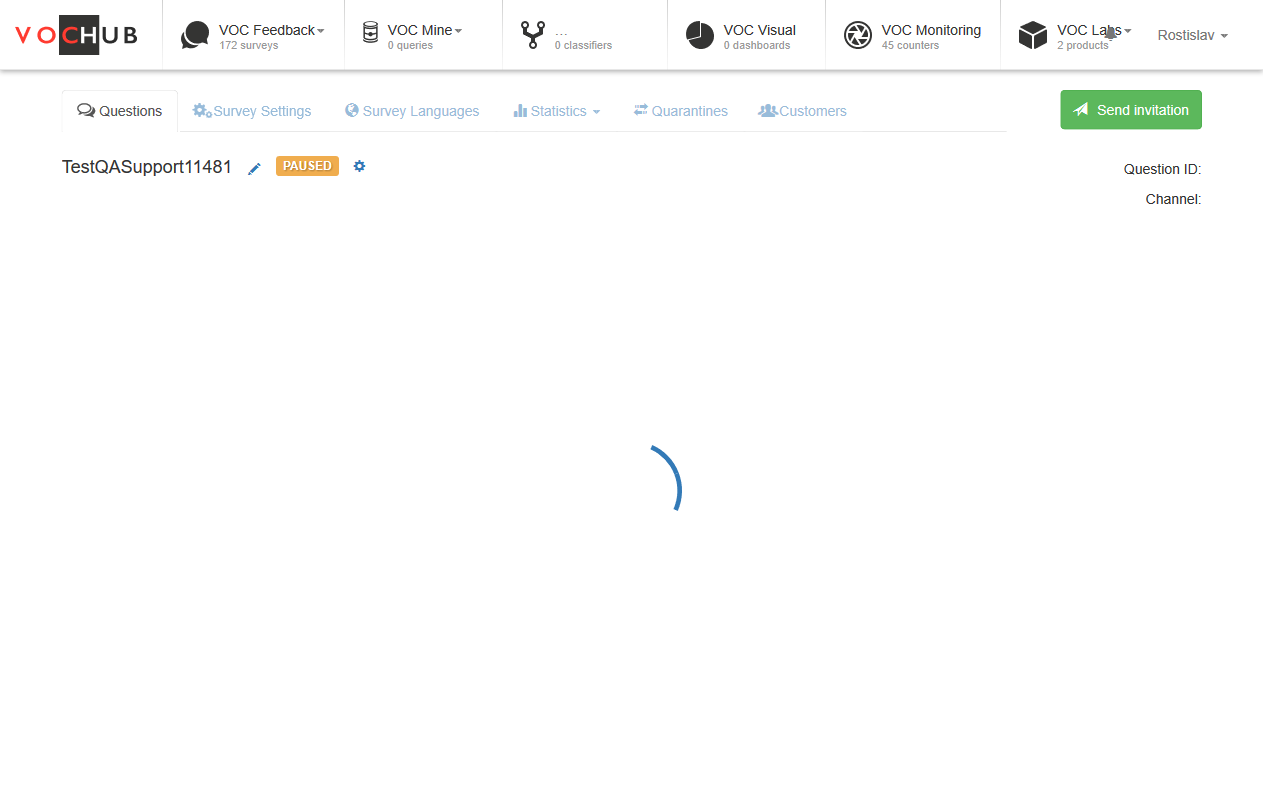 VOCHUB
VOC Feedback
172 surveys
VOC Mine
0 queries
...
0 classifiers
VOC Visual
0 dashboards
VOC Monitoring
45 counters
VOC Labs
2 products
Rostislav
Questions
Survey Settings
Survey Languages
Statistics
Quarantines
Customers
Send invitation
TestQASupport11481
PAUSED
Question ID:
Channel: